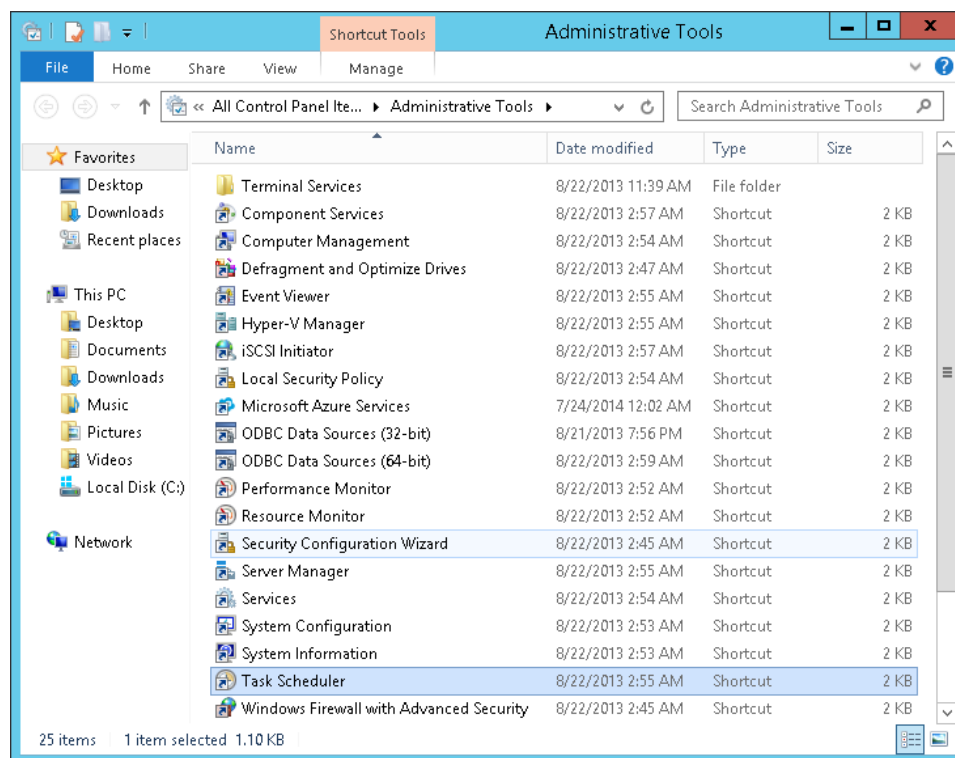 Shortcut Tools Administrative Tools
File Home Share View Manage
« All Control Panel Ite... Administrative Tools Search Administrative Tools
Favorites
Desktop
Downloads
Recent places
This PC
Desktop
Documents
Downloads
Music
Pictures
Videos
Local Disk (C:)
Network
Name Date modified Type Size
Terminal Services 8/22/2013 11:39 AM File folder
Component Services 8/22/2013 2:57 AM Shortcut 2 KB
Computer Management 8/22/2013 2:54 AM Shortcut 2 KB
Defragment and Optimize Drives 8/22/2013 2:47 AM Shortcut 2 KB
Event Viewer 8/22/2013 2:55 AM Shortcut 2 KB
Hyper-V Manager 8/22/2013 2:55 AM Shortcut 2 KB
iSCSI Initiator 8/22/2013 2:57 AM Shortcut 2 KB
Local Security Policy 8/22/2013 2:54 AM Shortcut 2 KB
Microsoft Azure Services 7/24/2014 12:02 AM Shortcut 2 KB
ODBC Data Sources (32-bit) 8/21/2013 7:56 PM Shortcut 2 KB
ODBC Data Sources (64-bit) 8/22/2013 2:59 AM Shortcut 2 KB
Performance Monitor 8/22/2013 2:52 AM Shortcut 2 KB
Resource Monitor 8/22/2013 2:52 AM Shortcut 2 KB
Security Configuration Wizard 8/22/2013 2:45 AM Shortcut 2 KB
Server Manager 8/22/2013 2:55 AM Shortcut 2 KB
Services 8/22/2013 2:54 AM Shortcut 2 KB
System Configuration 8/22/2013 2:53 AM Shortcut 2 KB
System Information 8/22/2013 2:53 AM Shortcut 2 KB
Task Scheduler 8/22/2013 2:55 AM Shortcut 2 KB
Windows Firewall with Advanced Security 8/22/2013 2:45 AM Shortcut 2 KB
25 items 1 item selected 1.10 KB